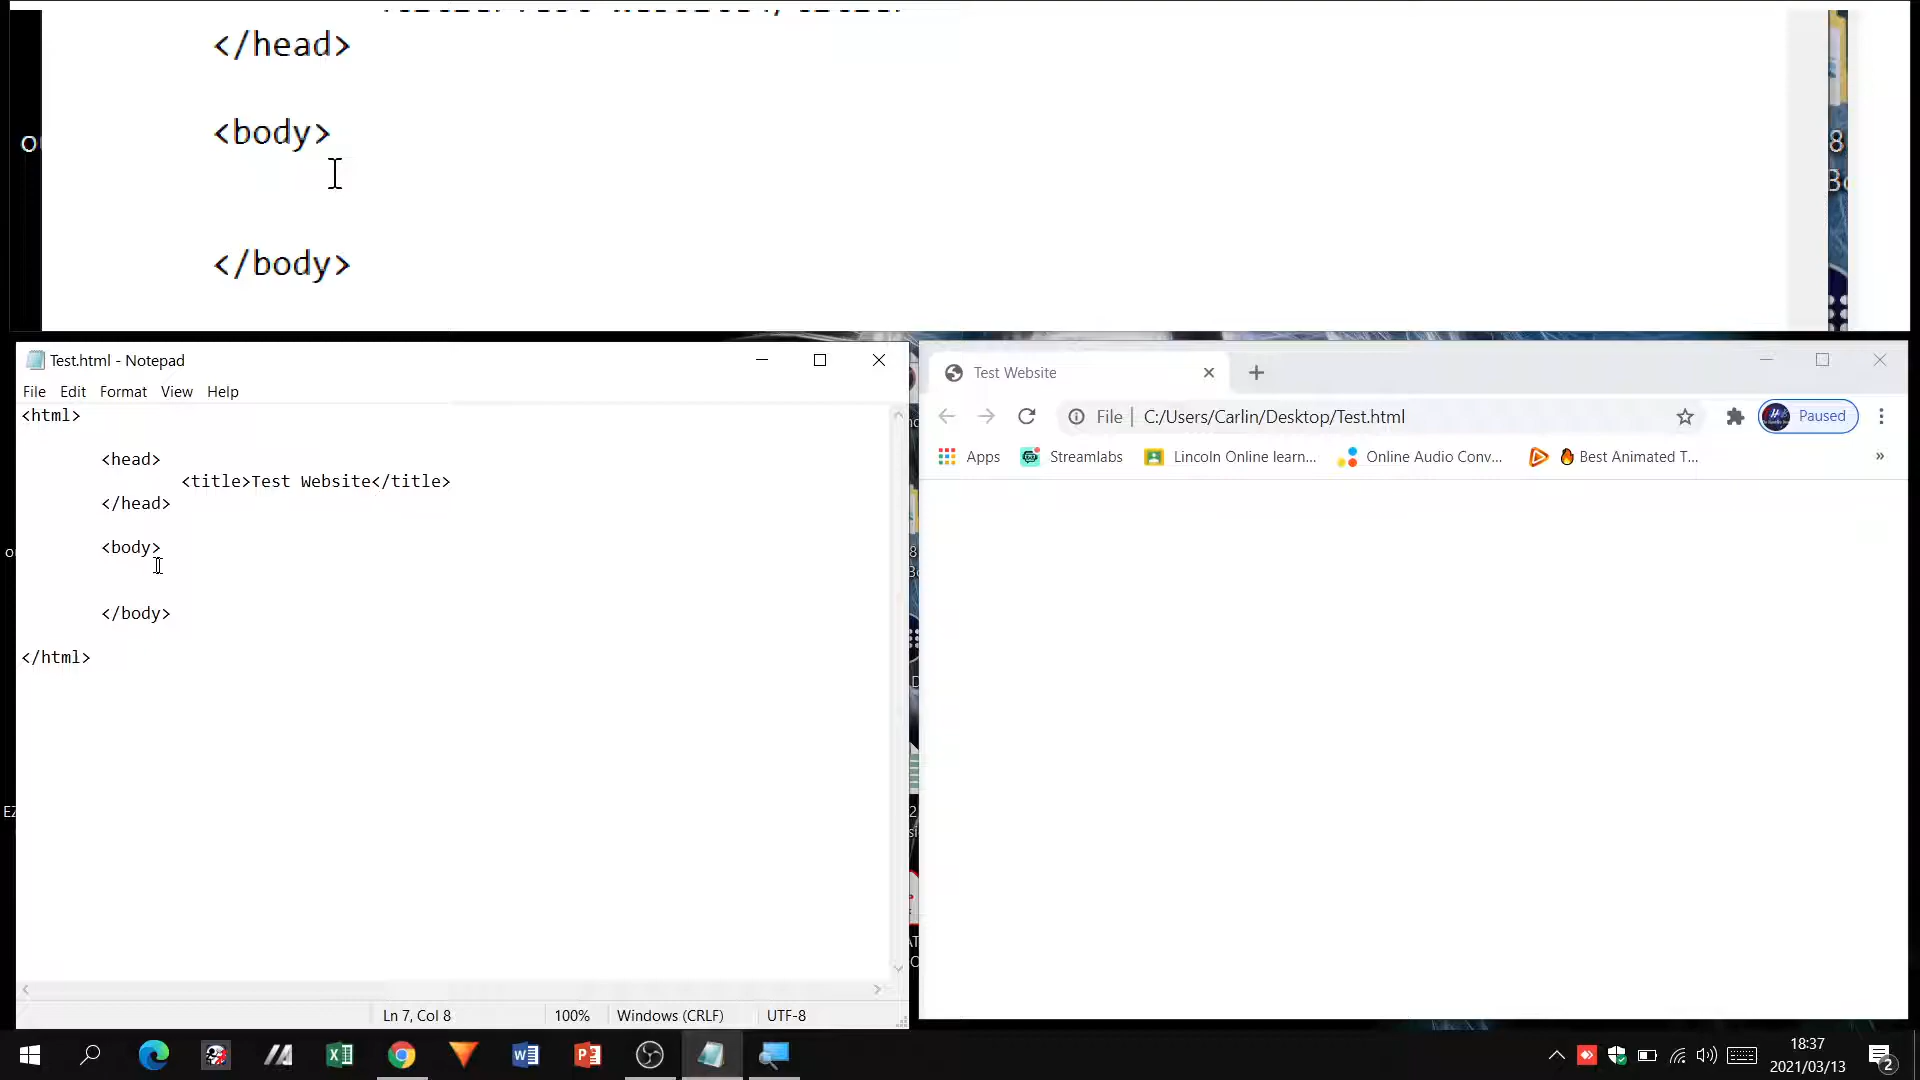 </head>
<body>
</body>
Test.html - Notepad
File Edit Format View Help
<html>
<head>
<title>Test Website</title>
</head>
<body>
</body>
</html>
Ln 7, Col 8 100% Windows (CRLF) UTF-8
Test Website
File C:/Users/Carlin/Desktop/Test.html Paused
Apps Streamlabs Lincoln Online learn... Online Audio Conv... Best Animated T... »
18:37
2021/03/13
2